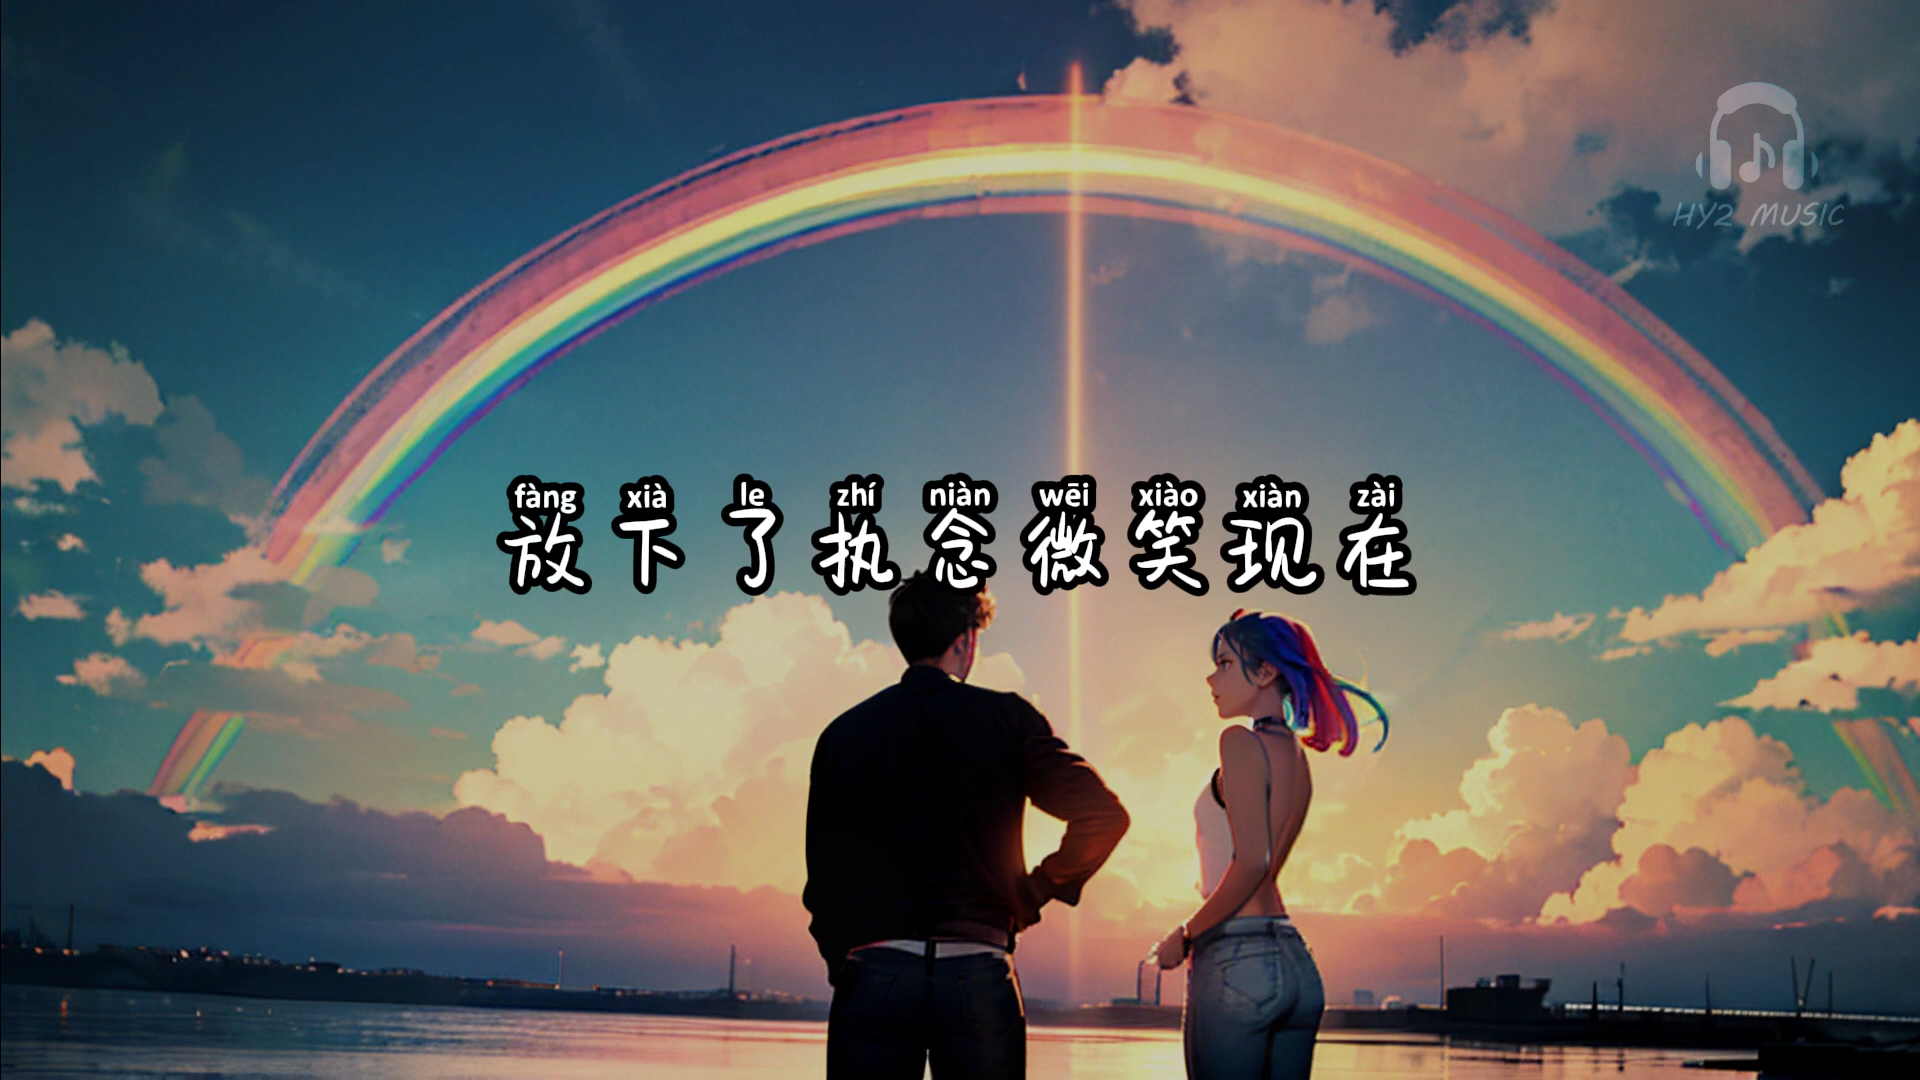 HY2 MUSIC
fàng xià le zhí niàn wēi xiào xiàn zài
放下了执念微笑现在